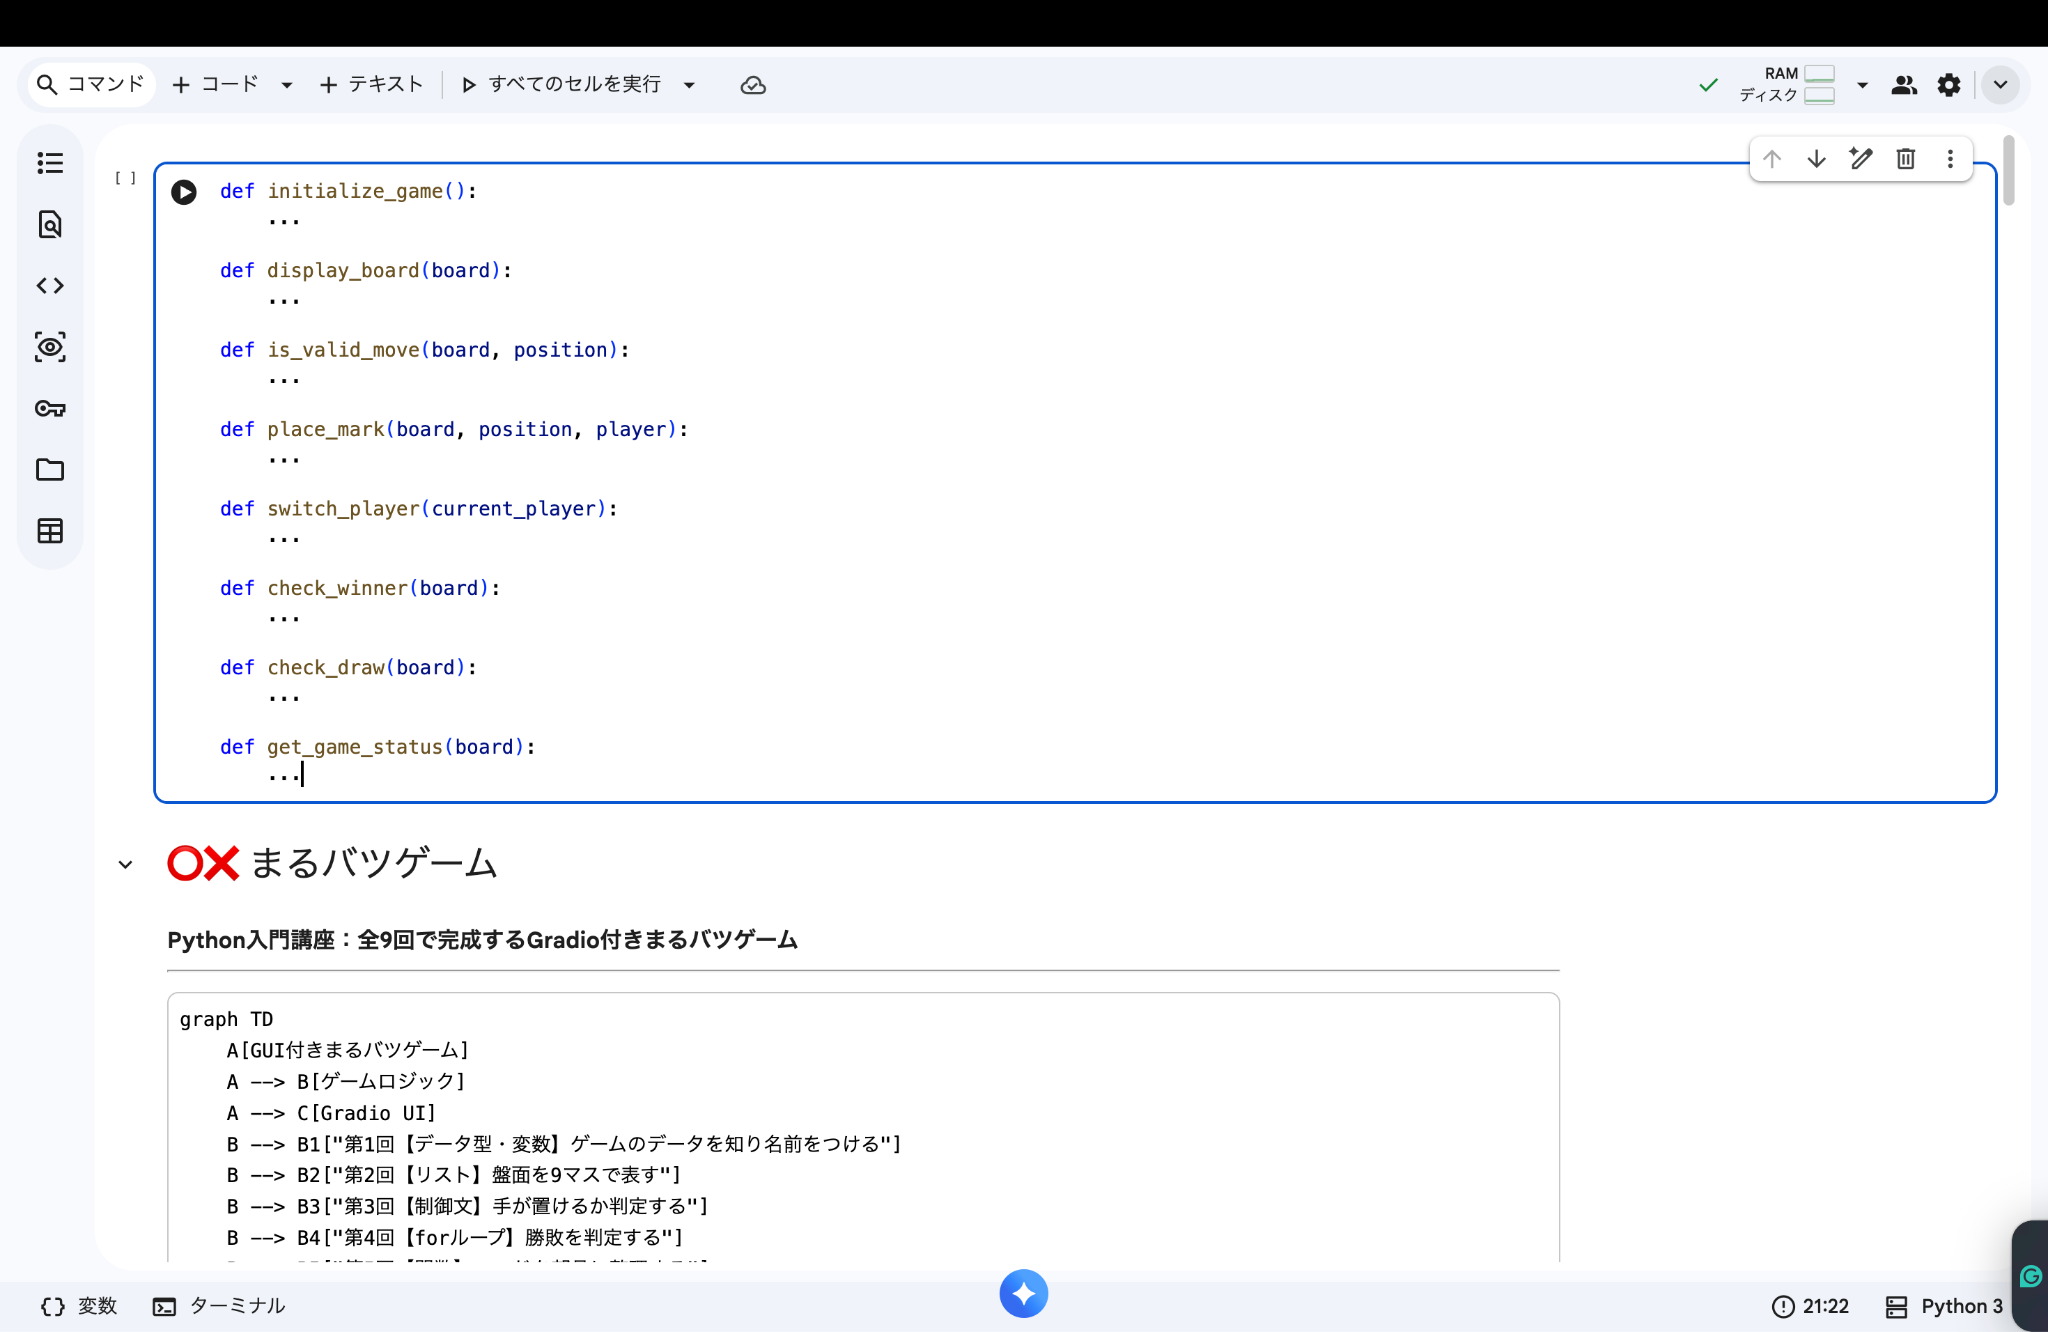 コマンド + コード + テキスト すべてのセルを実行 RAM
ディスク
[ ] def initialize_game():
...
def display_board(board):
...
def is_valid_move(board, position):
...
def place_mark(board, position, player):
...
def switch_player(current_player):
...
def check_winner(board):
...
def check_draw(board):
...
def get_game_status(board):
...
⭕❌ まるバツゲーム
Python入門講座：全9回で完成するGradio付きまるバツゲーム
graph TD
A[GUI付きまるバツゲーム]
A --> B[ゲームロジック]
A --> C[Gradio UI]
B --> B1["第1回【データ型・変数】ゲームのデータを知り名前をつける"]
B --> B2["第2回【リスト】盤面を9マスで表す"]
B --> B3["第3回【制御文】手が置けるか判定する"]
B --> B4["第4回【forループ】勝敗を判定する"]
{} 変数 ターミナル 21:22 Python 3